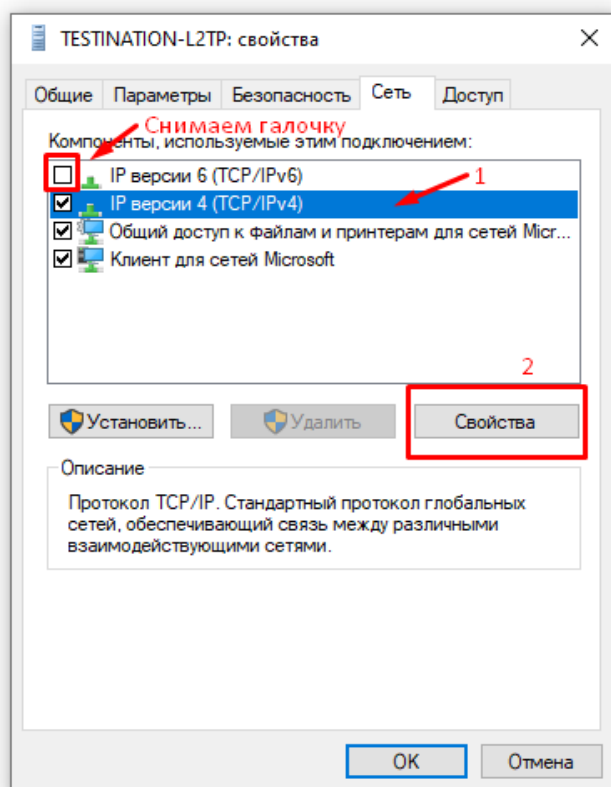 TESTINATION-L2TP: свойства
Общие Параметры Безопасность Сеть Доступ
Снимаем галочку
Компоненты, используемые этим подключением:
IP версии 6 (TCP/IPv6)
1
IP версии 4 (TCP/IPv4)
Общий доступ к файлам и принтерам для сетей Micr...
Клиент для сетей Microsoft
2
Установить... Удалить Свойства
Описание
Протокол TCP/IP. Стандартный протокол глобальных
сетей, обеспечивающий связь между различными
взаимодействующими сетями.
OK Отмена